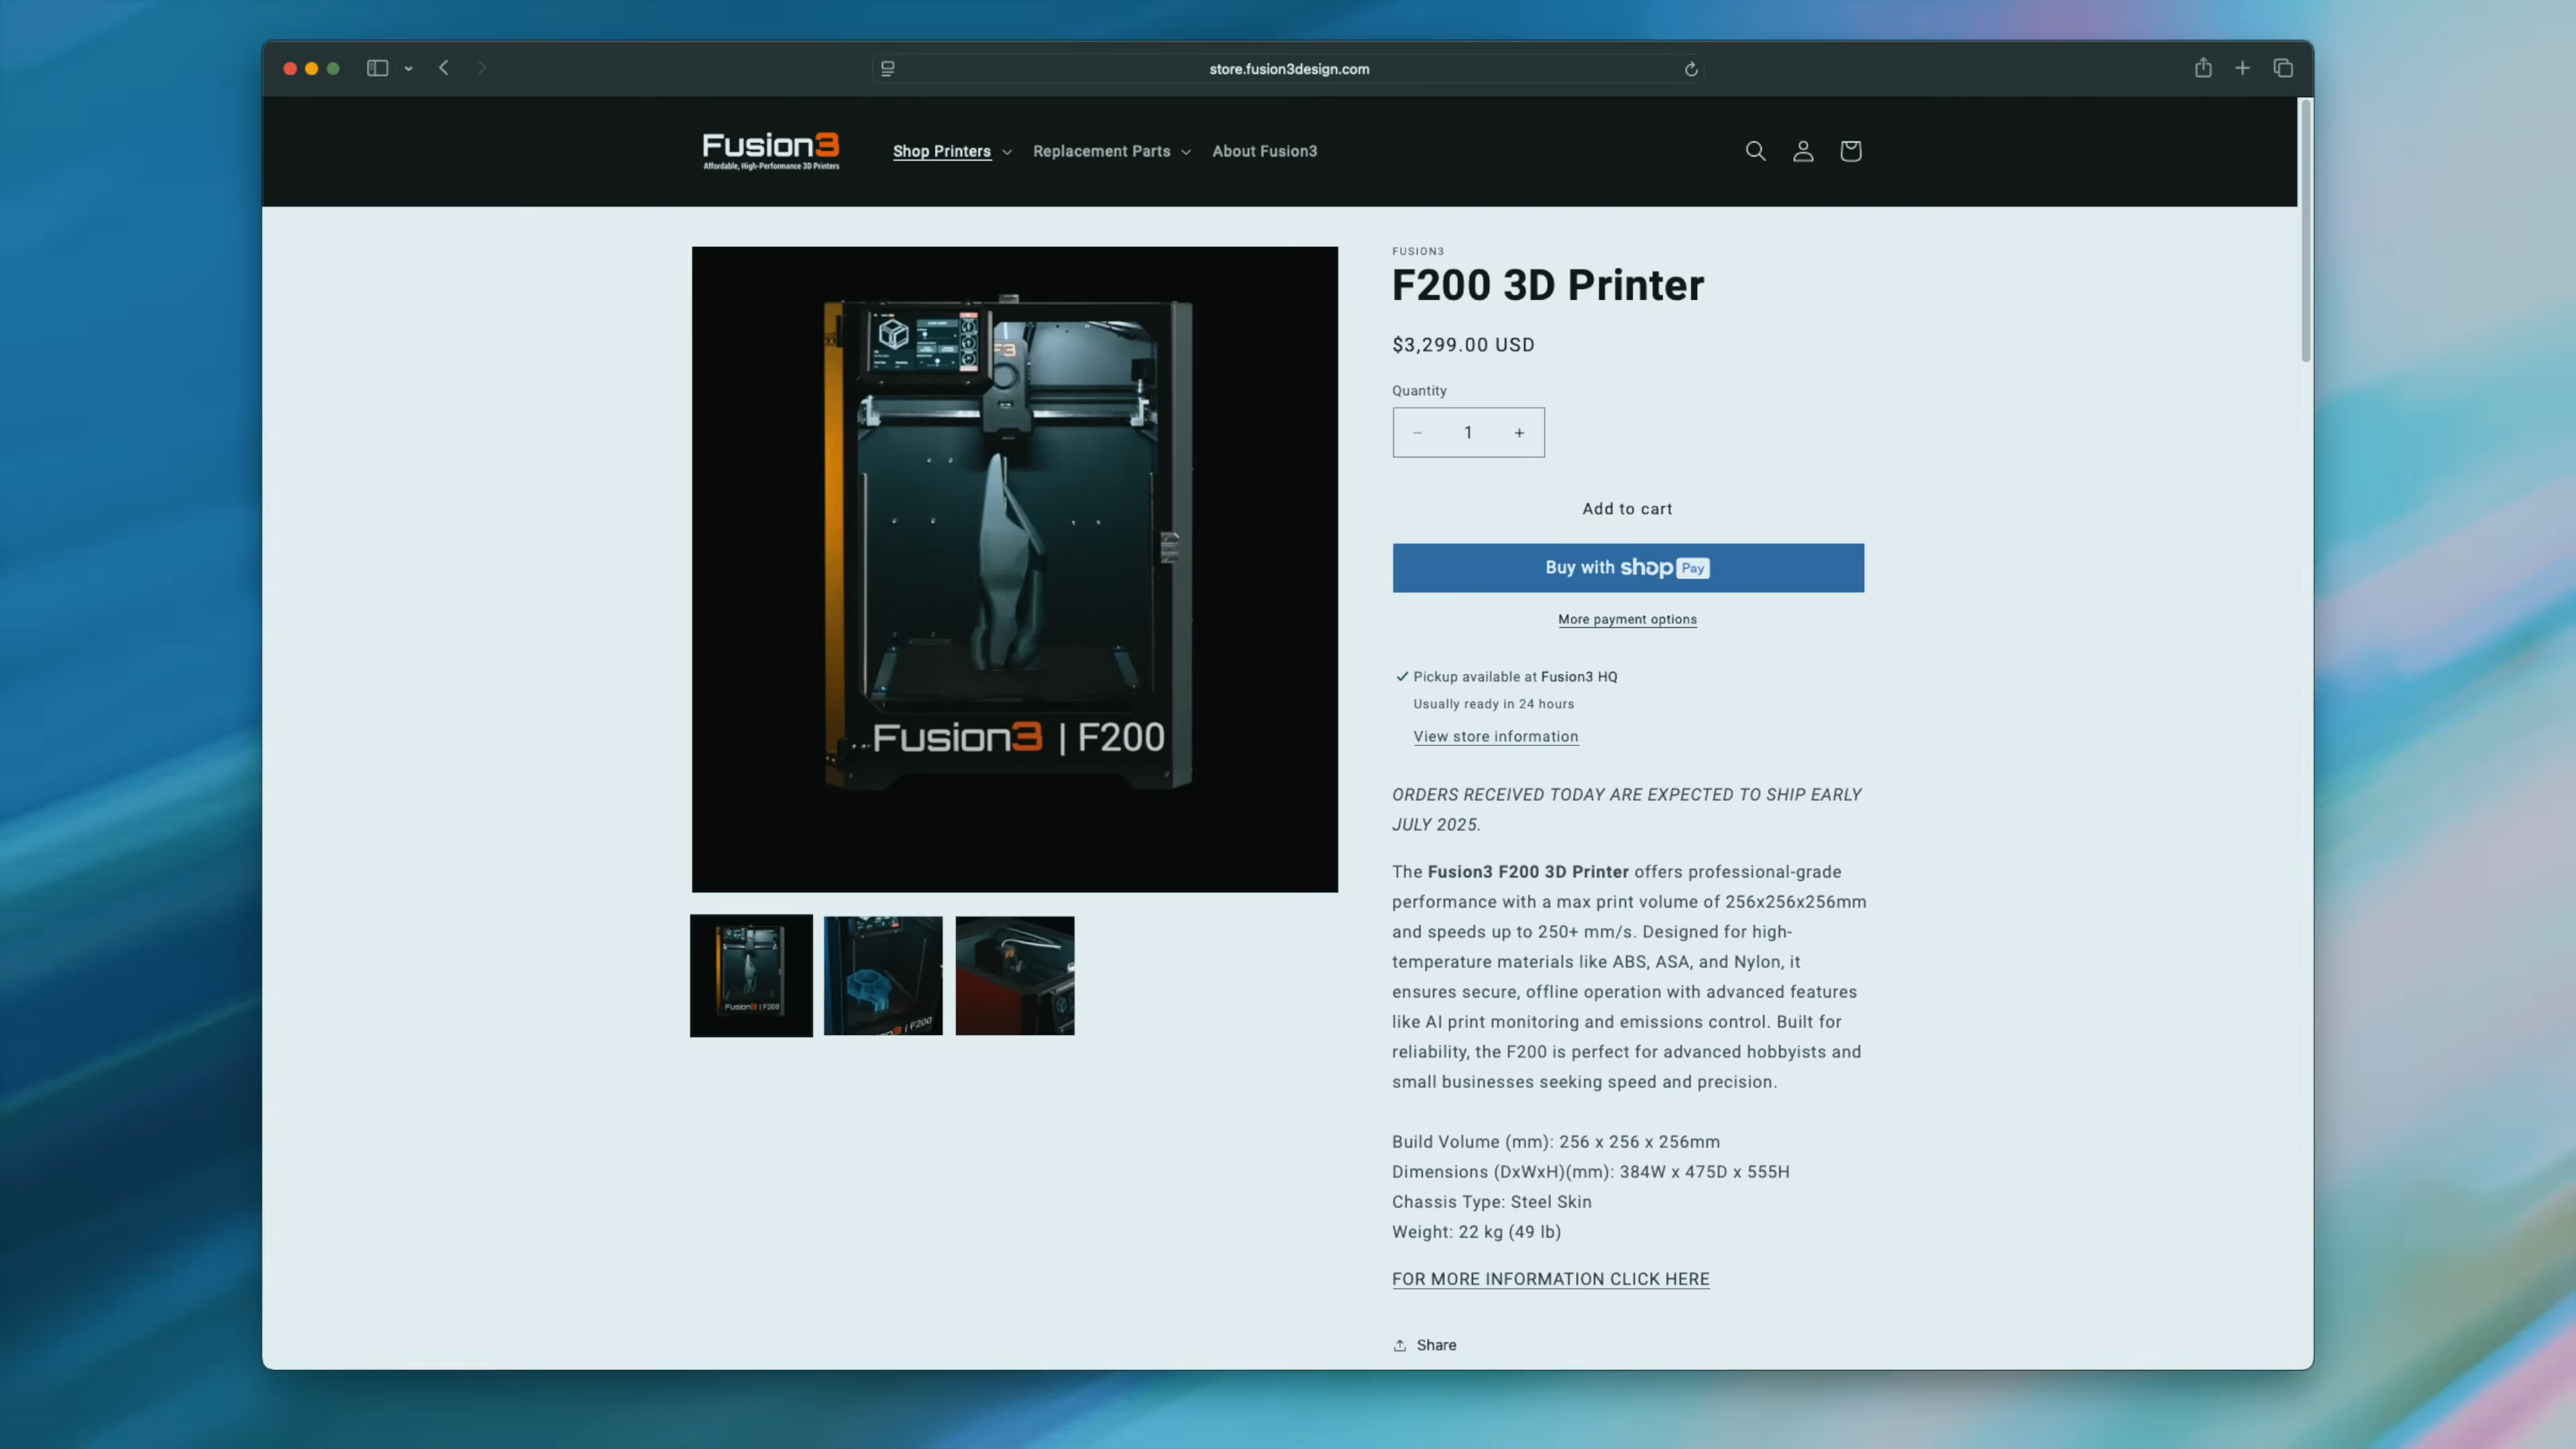 store.fusion3design.com
Fusion3
Affordable, High-Performance 3D Printers
Shop Printers
Replacement Parts
About Fusion3
F3
Fusion3 | F200
Fusion3 | F200
FUSION3
F200 3D Printer
$3,299.00 USD
Quantity
1
Add to cart
Buy with shop Pay
More payment options
Pickup available at Fusion3 HQ
Usually ready in 24 hours
View store information
ORDERS RECEIVED TODAY ARE EXPECTED TO SHIP EARLY
JULY 2025.
The Fusion3 F200 3D Printer offers professional-grade
performance with a max print volume of 256x256x256mm
and speeds up to 250+ mm/s. Designed for high-
temperature materials like ABS, ASA, and Nylon, it
ensures secure, offline operation with advanced features
like AI print monitoring and emissions control. Built for
reliability, the F200 is perfect for advanced hobbyists and
small businesses seeking speed and precision.
Build Volume (mm): 256 x 256 x 256mm
Dimensions (DxWxH)(mm): 384W x 475D x 555H
Chassis Type: Steel Skin
Weight: 22 kg (49 lb)
FOR MORE INFORMATION CLICK HERE
Share